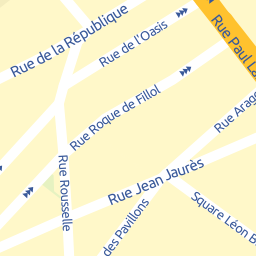 Rue de la République
Rue de l'Oasis
Rue Paul La
Rue Roque de Fillol
Rue Arago
Rue Rousselle
Rue Jean Jaurès
des Pavillons
Square Léon B